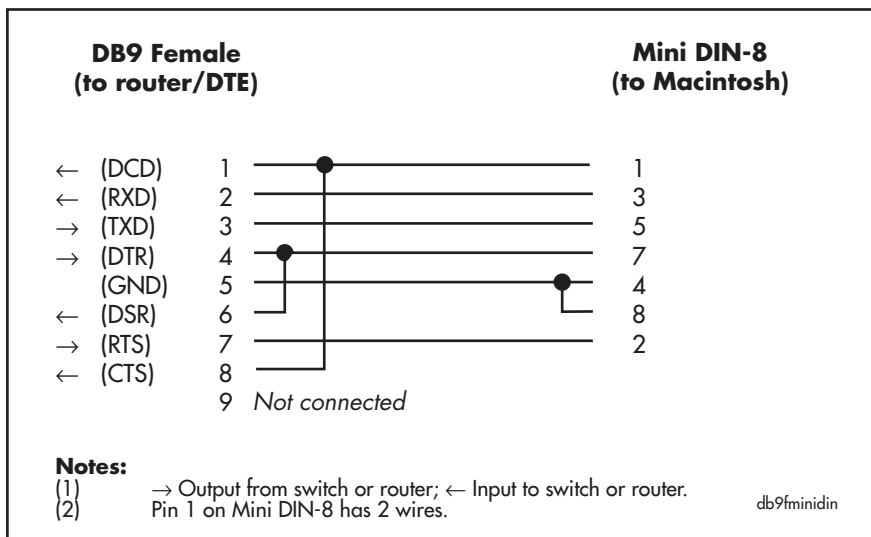 DB9 Female Mini DIN-8
(to router/DTE) (to Macintosh)
← (DCD) 1 1
← (RXD) 2 3
→ (TXD) 3 5
→ (DTR) 4 7
(GND) 5 4
← (DSR) 6 8
→ (RTS) 7 2
← (CTS) 8
9 Not connected
Notes:
(1) → Output from switch or router; ← Input to switch or router.
(2) Pin 1 on Mini DIN-8 has 2 wires.
db9fminidin